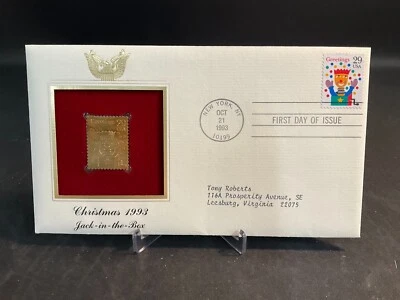 Greetings 29
USA
NEW YORK, NY
OCT
21
1993
10199
FIRST DAY OF ISSUE
Tony Roberts
116A Prosperity Avenue, SE
Leesburg, Virginia 22075
Christmas 1993
Jack-in-the-Box